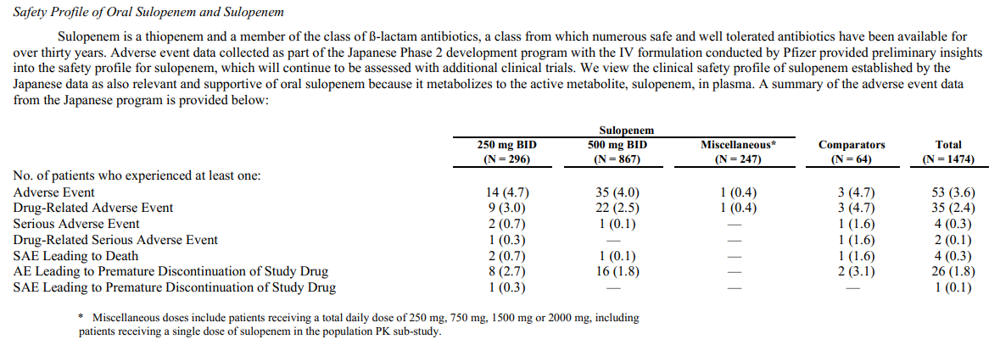 Safety Profile of Oral Sulopenem and Sulopenem
Sulopenem is a thiopenem and a member of the class of ß-lactam antibiotics, a class from which numerous safe and well tolerated antibiotics have been available for
over thirty years. Adverse event data collected as part of the Japanese Phase 2 development program with the IV formulation conducted by Pfizer provided preliminary insights
into the safety profile for sulopenem, which will continue to be assessed with additional clinical trials. We view the clinical safety profile of sulopenem established by the
Japanese data as also relevant and supportive of oral sulopenem because it metabolizes to the active metabolite, sulopenem, in plasma. A summary of the adverse event data
from the Japanese program is provided below:
Sulopenem
250 mg BID 500 mg BID Miscellaneous* Comparators Total
(N = 296) (N = 867) (N = 247) (N = 64) (N = 1474)
No. of patients who experienced at least one:
Adverse Event 14 (4.7) 35 (4.0) 1 (0.4) 3 (4.7) 53 (3.6)
Drug-Related Adverse Event 9 (3.0) 22 (2.5) 1 (0.4) 3 (4.7) 35 (2.4)
Serious Adverse Event 2 (0.7) 1 (0.1) — 1 (1.6) 4 (0.3)
Drug-Related Serious Adverse Event 1 (0.3) — — 1 (1.6) 2 (0.1)
SAE Leading to Death 2 (0.7) 1 (0.1) — 1 (1.6) 4 (0.3)
AE Leading to Premature Discontinuation of Study Drug 8 (2.7) 16 (1.8) — 2 (3.1) 26 (1.8)
SAE Leading to Premature Discontinuation of Study Drug 1 (0.3) — — — 1 (0.1)
* Miscellaneous doses include patients receiving a total daily dose of 250 mg, 750 mg, 1500 mg or 2000 mg, including
patients receiving a single dose of sulopenem in the population PK sub-study.